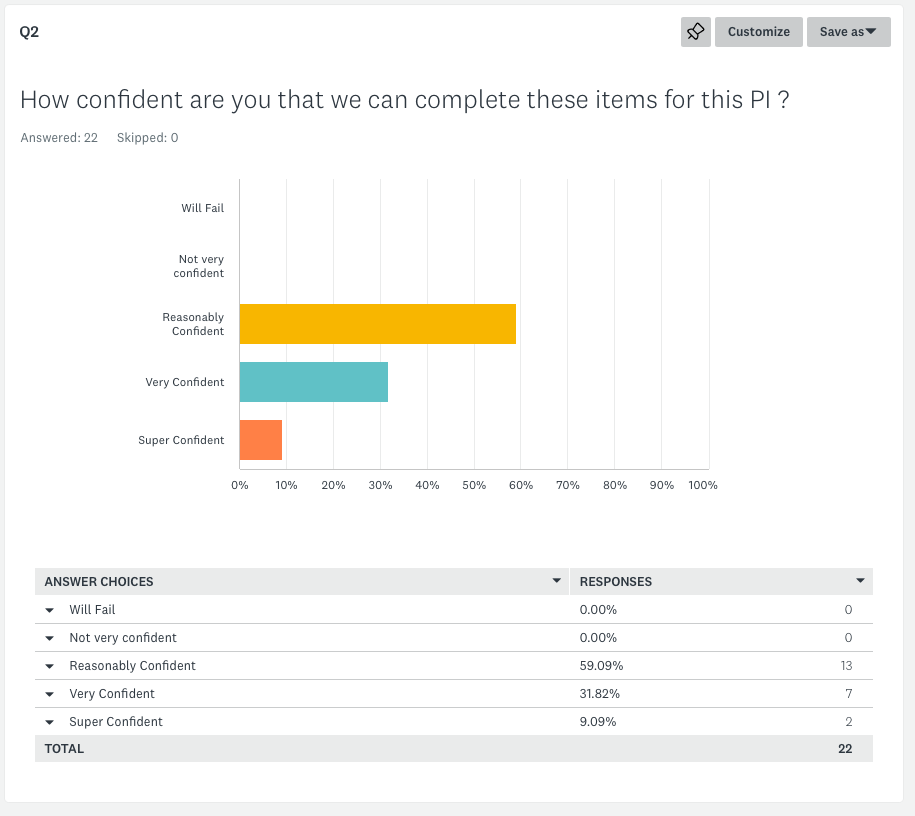 Q2
Customize
Save as
How confident are you that we can complete these items for this PI ?
Answered: 22 Skipped: 0
Will Fail
Not very
confident
Reasonably
Confident
Very Confident
Super Confident
0% 10% 20% 30% 40% 50% 60% 70% 80% 90% 100%
ANSWER CHOICES RESPONSES
Will Fail 0.00% 0
Not very confident 0.00% 0
Reasonably Confident 59.09% 13
Very Confident 31.82% 7
Super Confident 9.09% 2
TOTAL 22